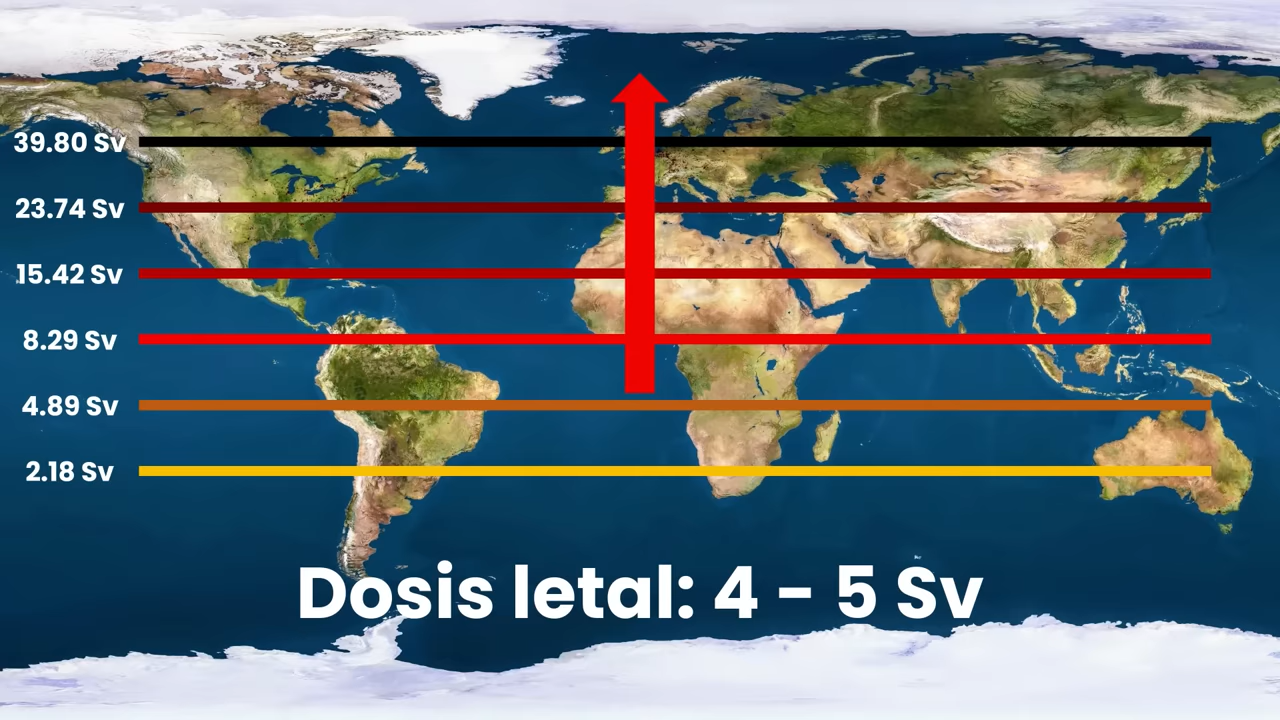 39.80 Sv
23.74 Sv
15.42 Sv
8.29 Sv
4.89 Sv
2.18 Sv
Dosis letal: 4 - 5 Sv